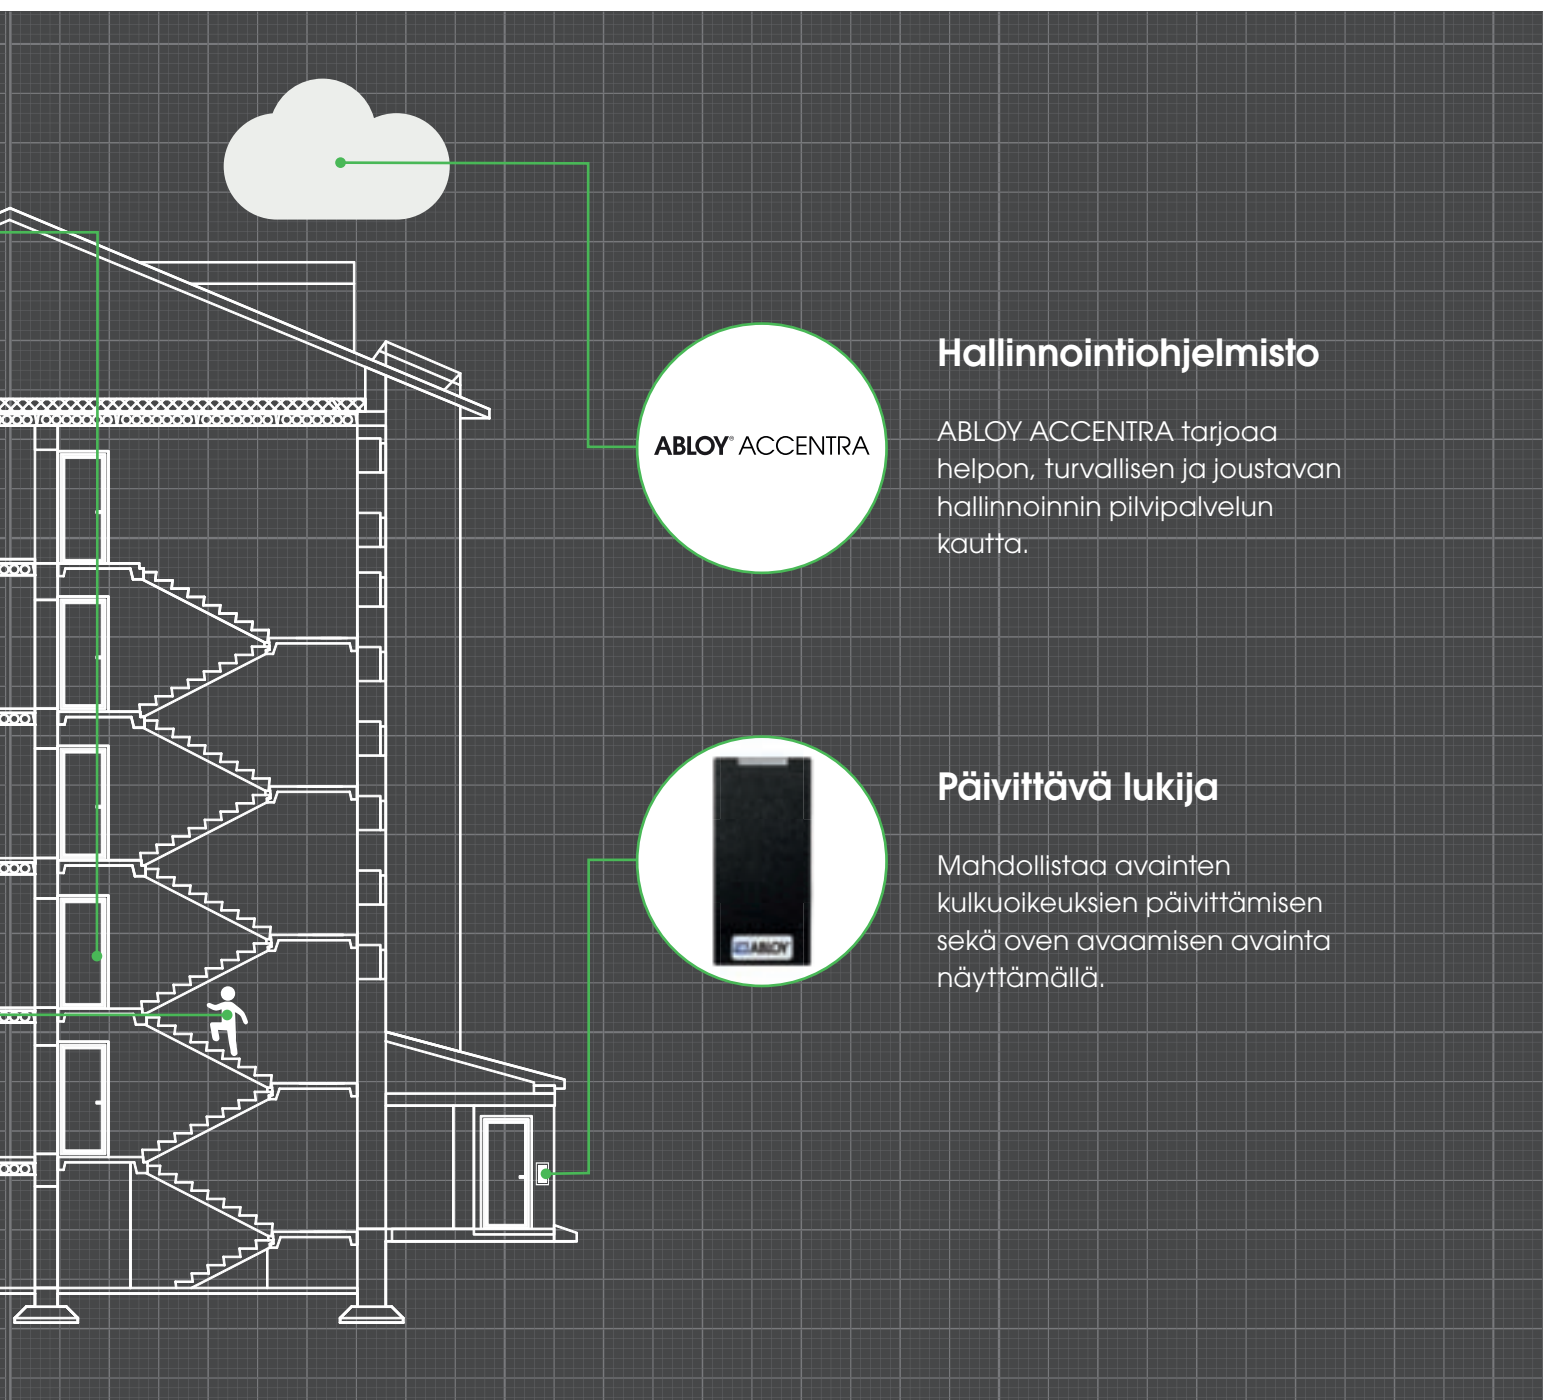 Hallinnointiohjelmisto
ABLOY® ACCENTRA
ABLOY ACCENTRA tarjoaa
helpon, turvallisen ja joustavan
hallinnoinnin pilvipalvelun
kautta.
Päivittävä lukija
Mahdollistaa avainten
kulkuoikeuksien päivittämisen
sekä oven avaamisen avainta
näyttämällä.
ABLOY